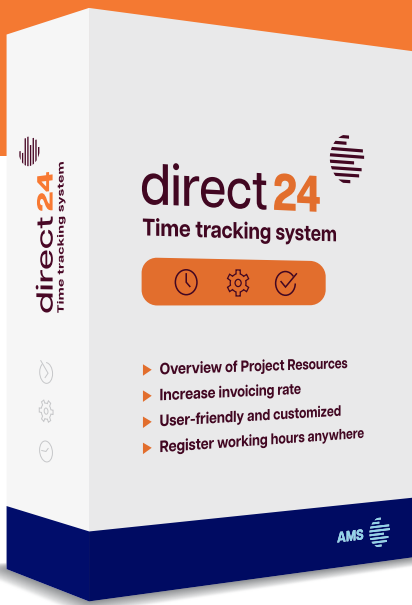 direct 24
Time tracking system
direct 24
Time tracking system
Overview of Project Resources
Increase invoicing rate
User-friendly and customized
Register working hours anywhere
AMS